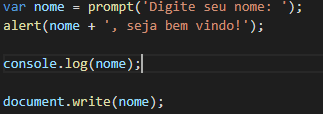 var nome = prompt('Digite seu nome: ');
alert(nome + ', seja bem vindo!');
console.log(nome);
document.write(nome);